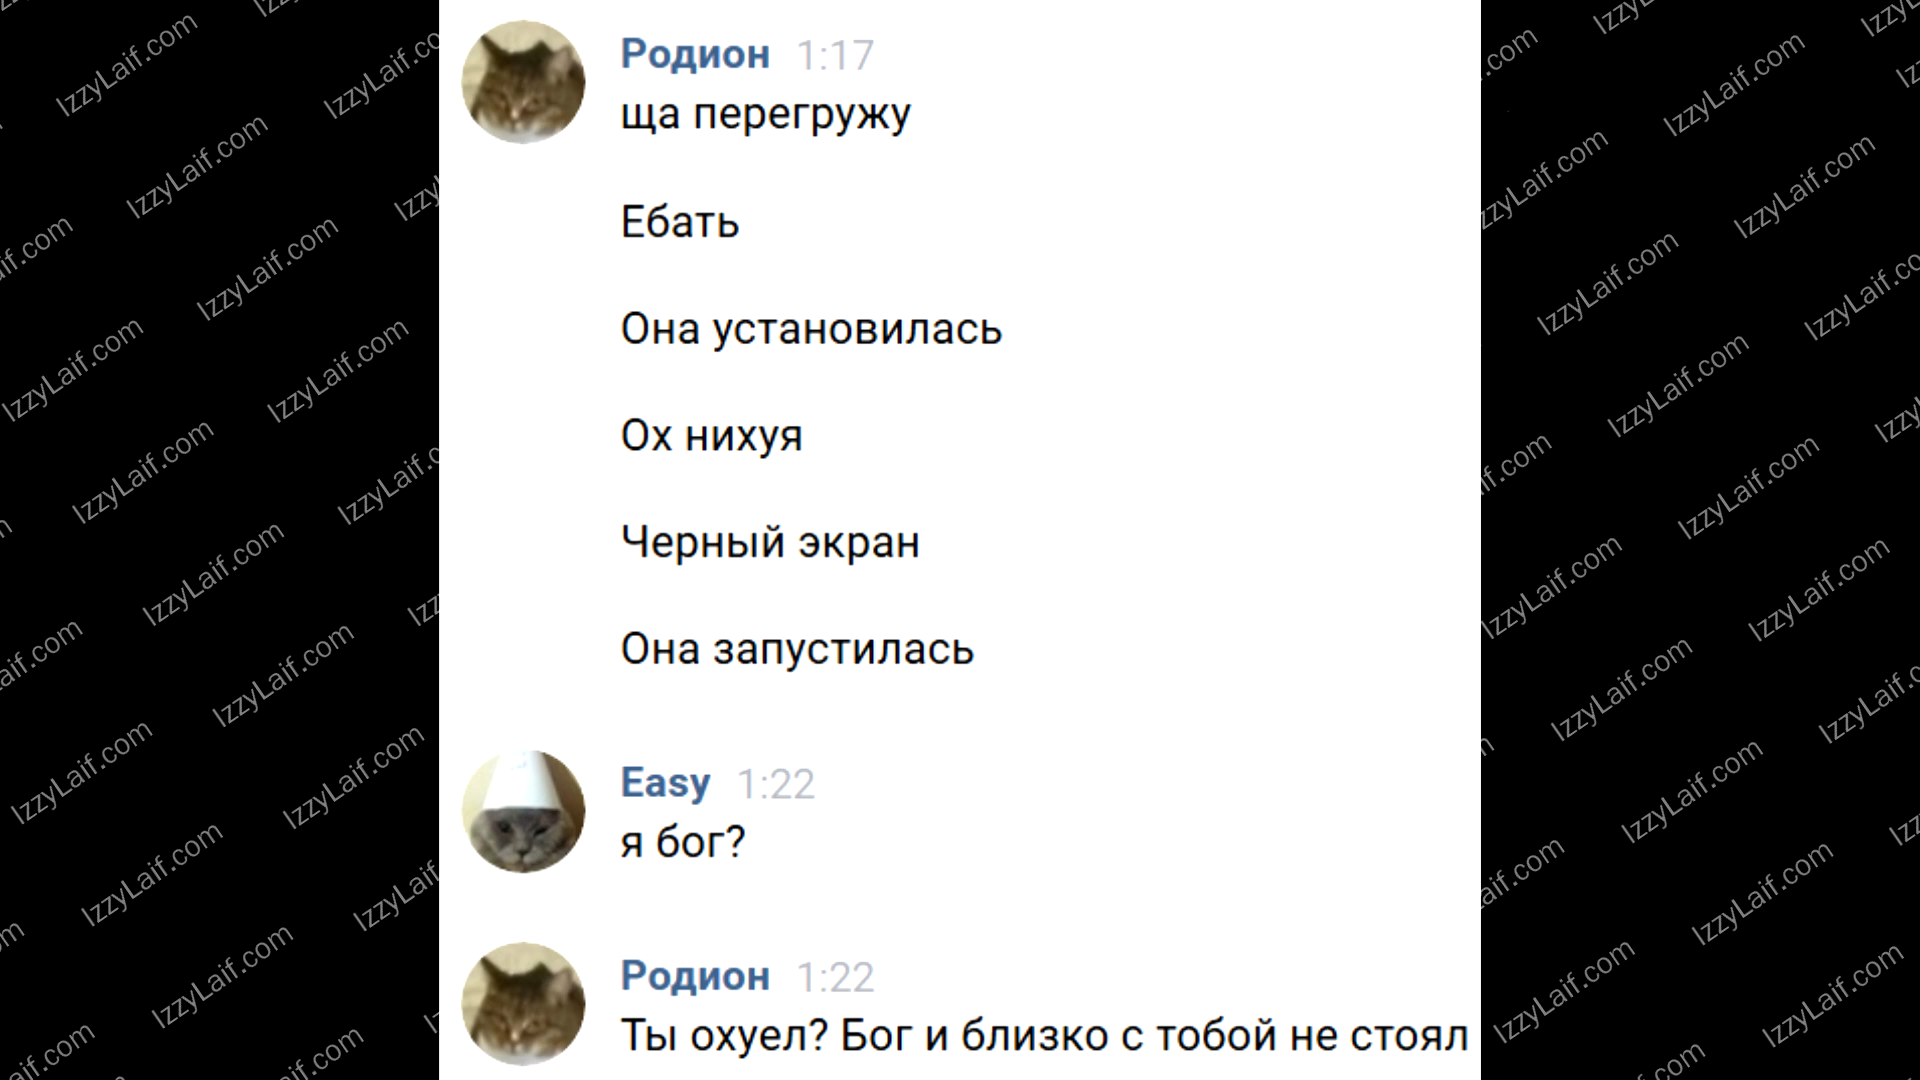 Родион 1:17
ща перегружу
Ебать
Она установилась
Ох нихуя
Черный экран
Она запустилась
Easy 1:22
я бог?
Родион 1:22
Ты охуел? Бог и близко с тобой не стоял
IzzyLaif.com